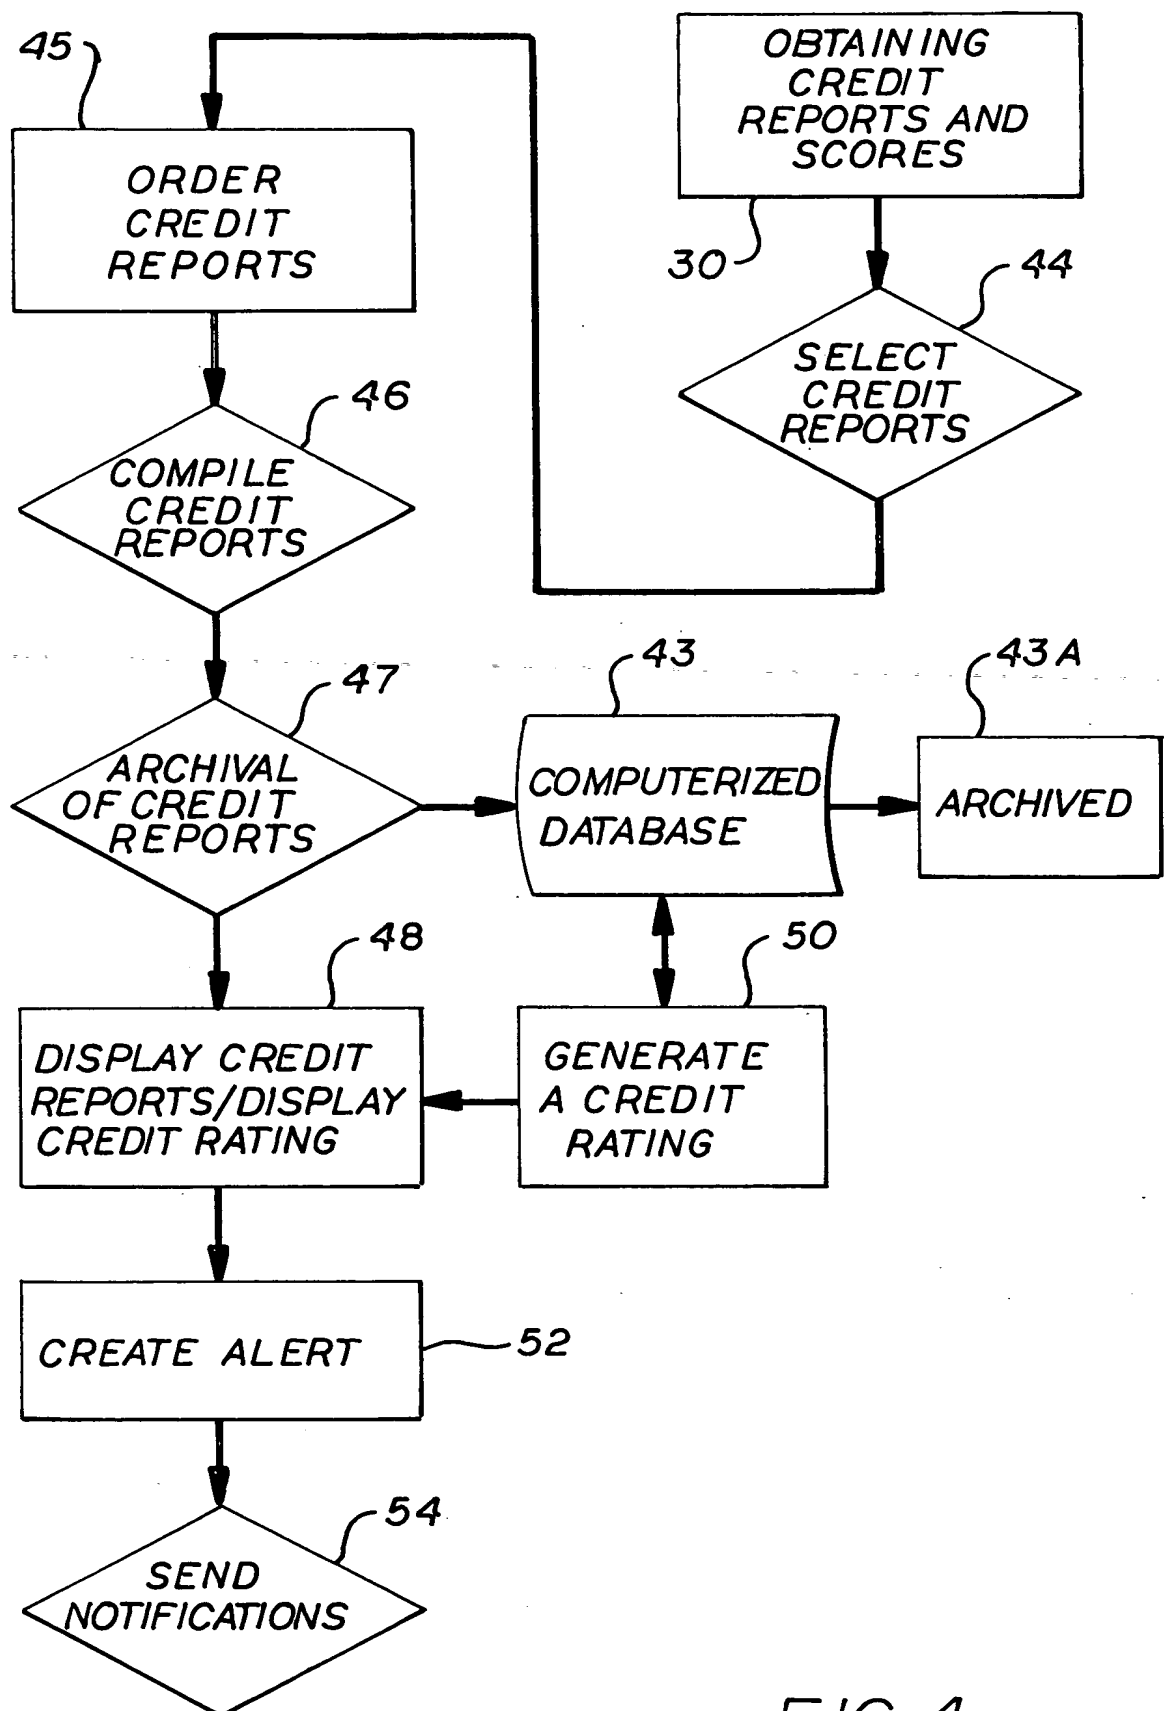 45
OBTAINING
CREDIT
REPORTS AND
SCORES
30
44
SELECT
CREDIT
REPORTS
ORDER
CREDIT
REPORTS
46
COMPILE
CREDIT
REPORTS
47
ARCHIVAL
OF CREDIT
REPORTS
43
COMPUTERIZED
DATABASE
43A
ARCHIVED
48
DISPLAY CREDIT
REPORTS/DISPLAY
CREDIT RATING
50
GENERATE
A CREDIT
RATING
CREATE ALERT
52
54
SEND
NOTIFICATIONS
FIG. 4